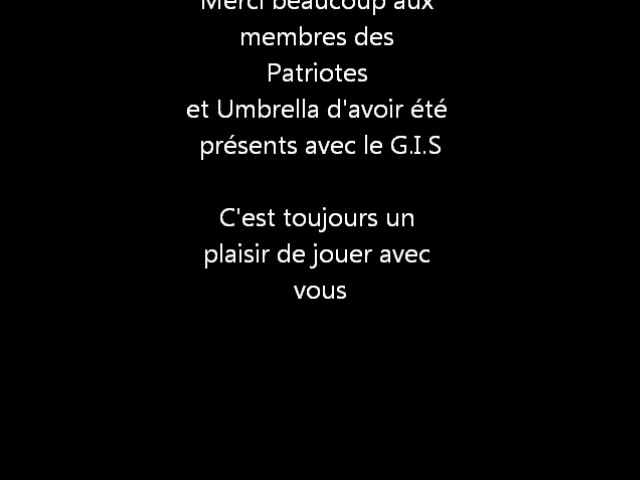 Merci beaucoup aux
membres des
Patriotes
et Umbrella d'avoir été
présents avec le G.I.S
C'est toujours un
plaisir de jouer avec
vous